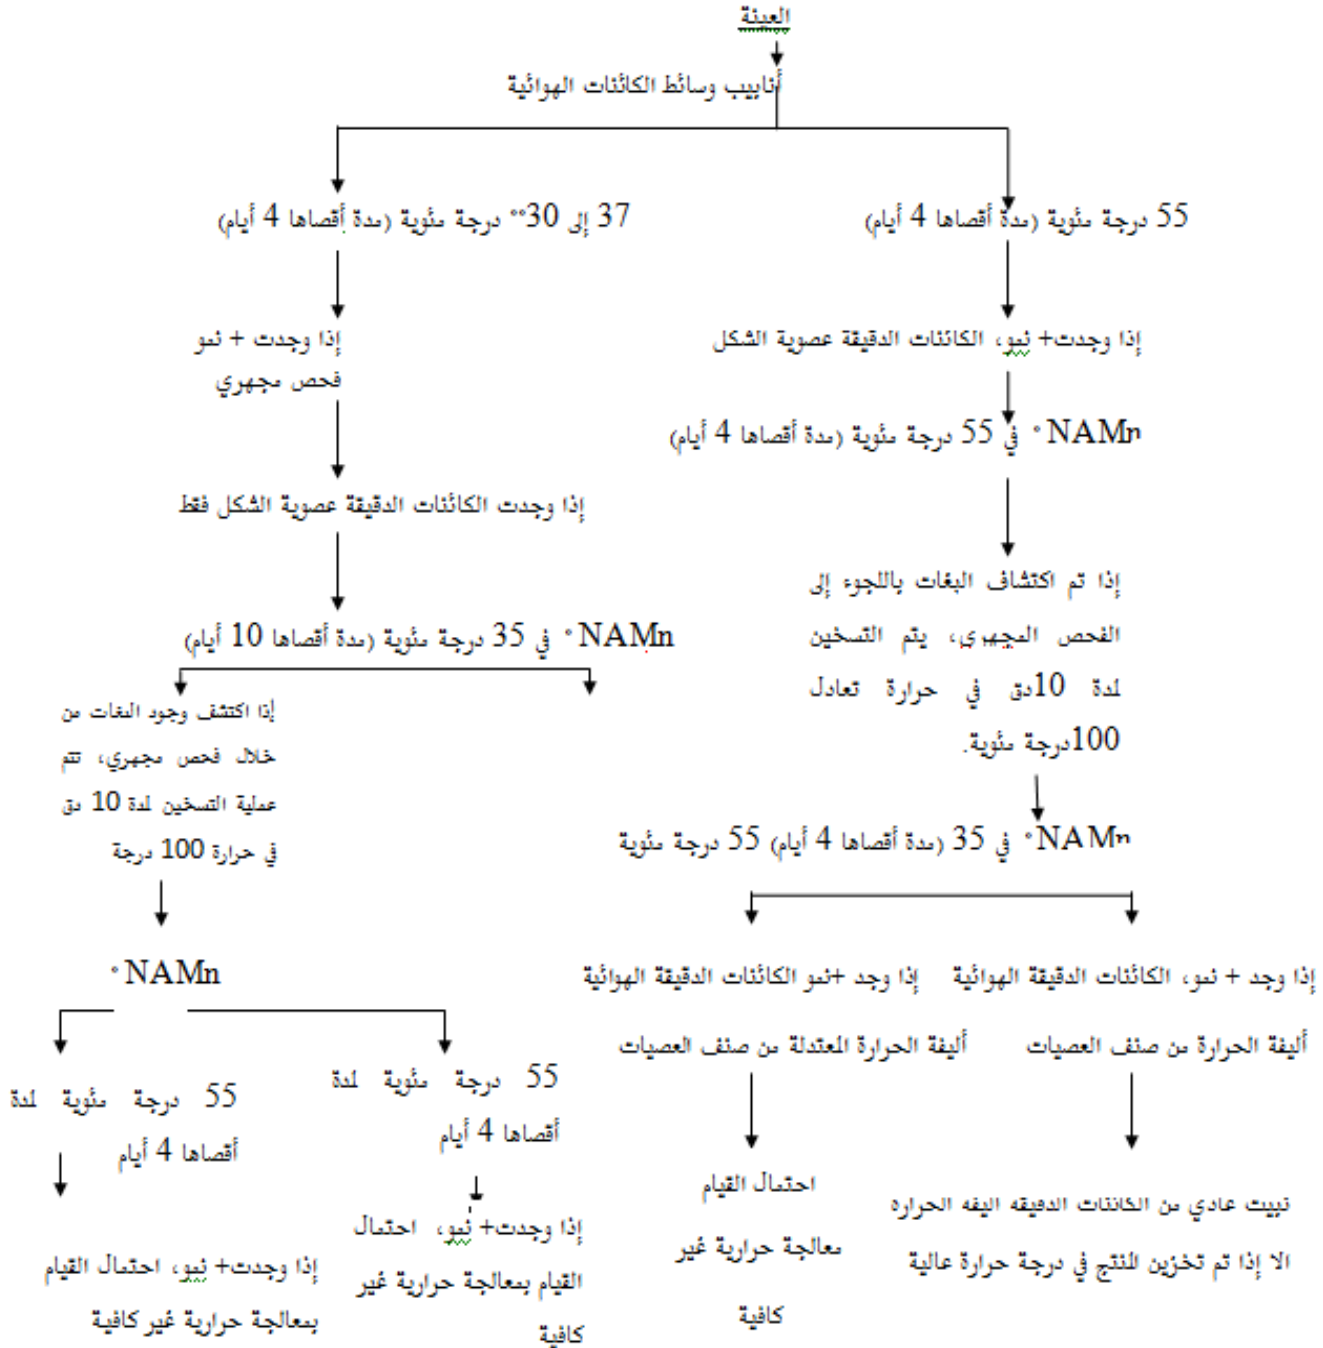 العينة
أنابيب وسائط الكائنات الهوائية
55 درجة مئوية (مدة أقصاها 4 أيام)
37 إلى 30°° درجة مئوية (مدة أقصاها 4 أيام)
إذا وجدت+ نمو، الكائنات الدقيقة عصوية الشكل
إذا وجدت + نمو
فحص مجهري
NAMn° في 55 درجة مئوية (مدة أقصاها 4 أيام)
إذا وجدت الكائنات الدقيقة عصوية الشكل فقط
إذا تم اكتشاف البغات باللجوء إلى
الفحص المجهري، يتم التسخين
لمدة 10دق في حرارة تعادل
100درجة مئوية.
NAMn° في 35 درجة مئوية (مدة أقصاها 10 أيام)
إذا اكتشف وجود البغات من
خلال فحص مجهري، تتم
عملية التسخين لمدة 10 دق
في حرارة 100 درجة
NAMn° في 35 (مدة أقصاها 4 أيام) 55 درجة مئوية
إذا وجد + نمو، الكائنات الدقيقة الهوائية
أليفة الحرارة من صنف العصيات
إذا وجد +نمو الكائنات الدقيقة الهوائية
أليفة الحرارة المعتدلة من صنف العصيات
NAMn°
55 درجة مئوية لمدة
أقصاها 4 أيام
55 درجة مئوية لمدة
أقصاها 4 أيام
نبيت عادي من الكائنات الدقيقة اليفه الحرارة
الا إذا تم تخزين المنتج في درجة حرارة عالية
احتمال القيام
معالجة حرارية غير
كافية
إذا وجدت+ نمو، احتمال
القيام بمعالجة حرارية غير
كافية
إذا وجدت+ نمو، احتمال القيام
بمعالجة حرارية غير كافية